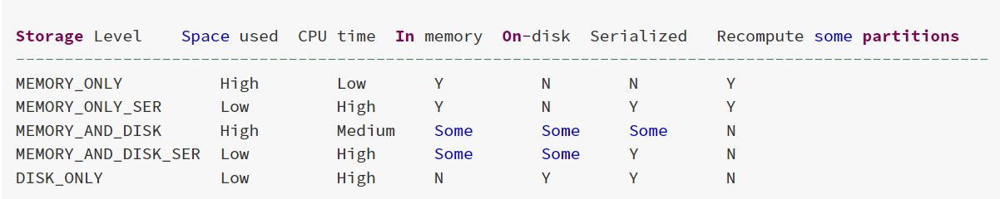 Storage Level    Space used  CPU time  In memory  On-disk  Serialized   Recompute some partitions
----------------------------------------------------------------------------------------------------
MEMORY_ONLY          High        Low       Y          N        N         Y
MEMORY_ONLY_SER      Low         High      Y          N        Y         Y
MEMORY_AND_DISK      High        Medium    Some       Some     Some      N
MEMORY_AND_DISK_SER  Low         High      Some       Some     Y         N
DISK_ONLY            Low         High      N          Y        Y         N